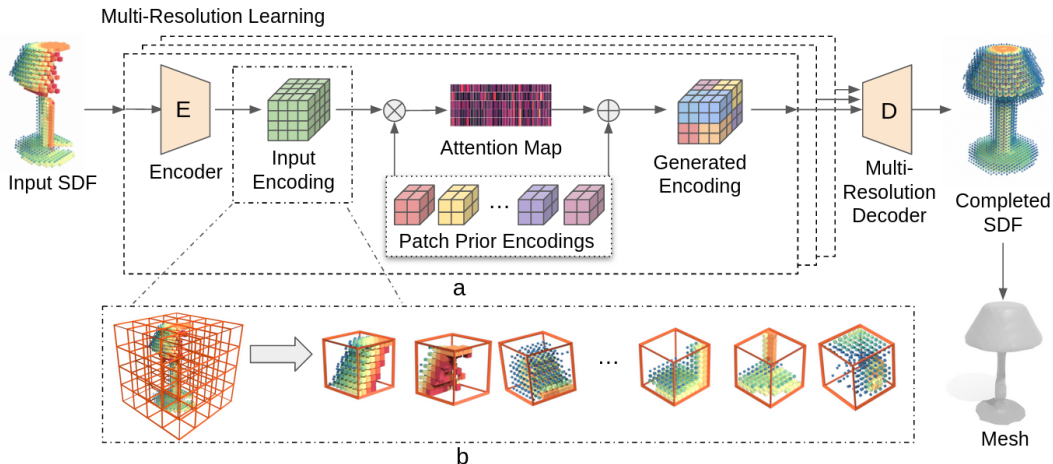 Multi-Resolution Learning
E
Input SDF
Encoder
Input
Encoding
Attention Map
Patch Prior Encodings
...
Generated
Encoding
D
Multi-
Resolution
Decoder
Completed
SDF
a
...
b
Mesh